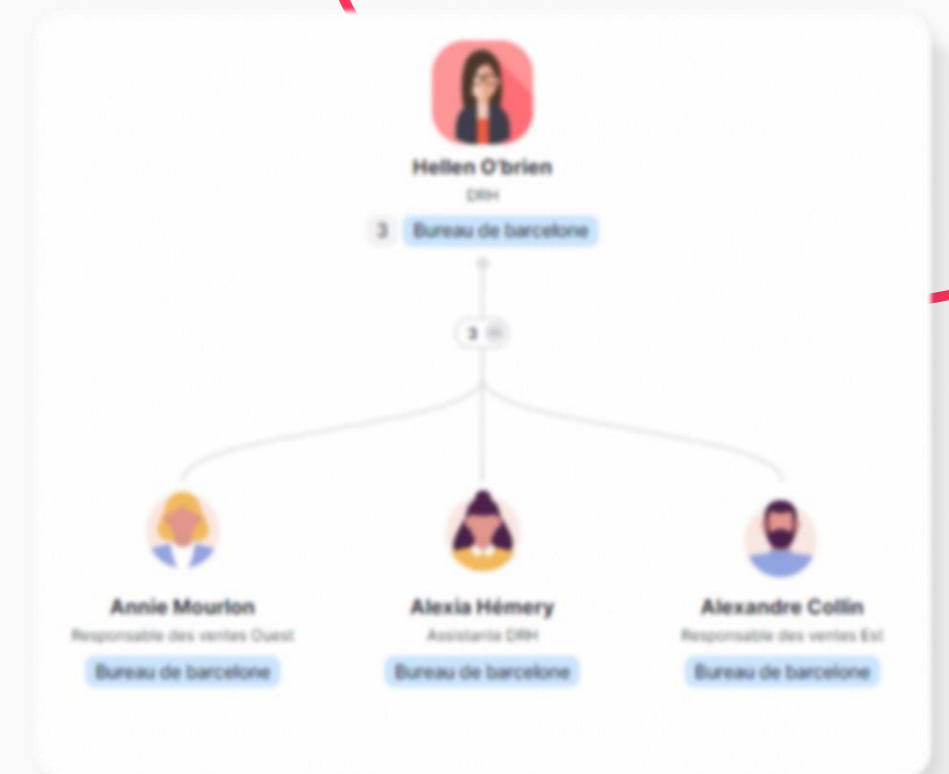 Hellen O'brien
DRH
3 Bureau de barcelone
3
Annie Mourlon
Responsable des ventes Ouest
Bureau de barcelone
Alexia Hémery
Assistante DRH
Bureau de barcelone
Alexandre Collin
Responsable des ventes Est
Bureau de barcelone